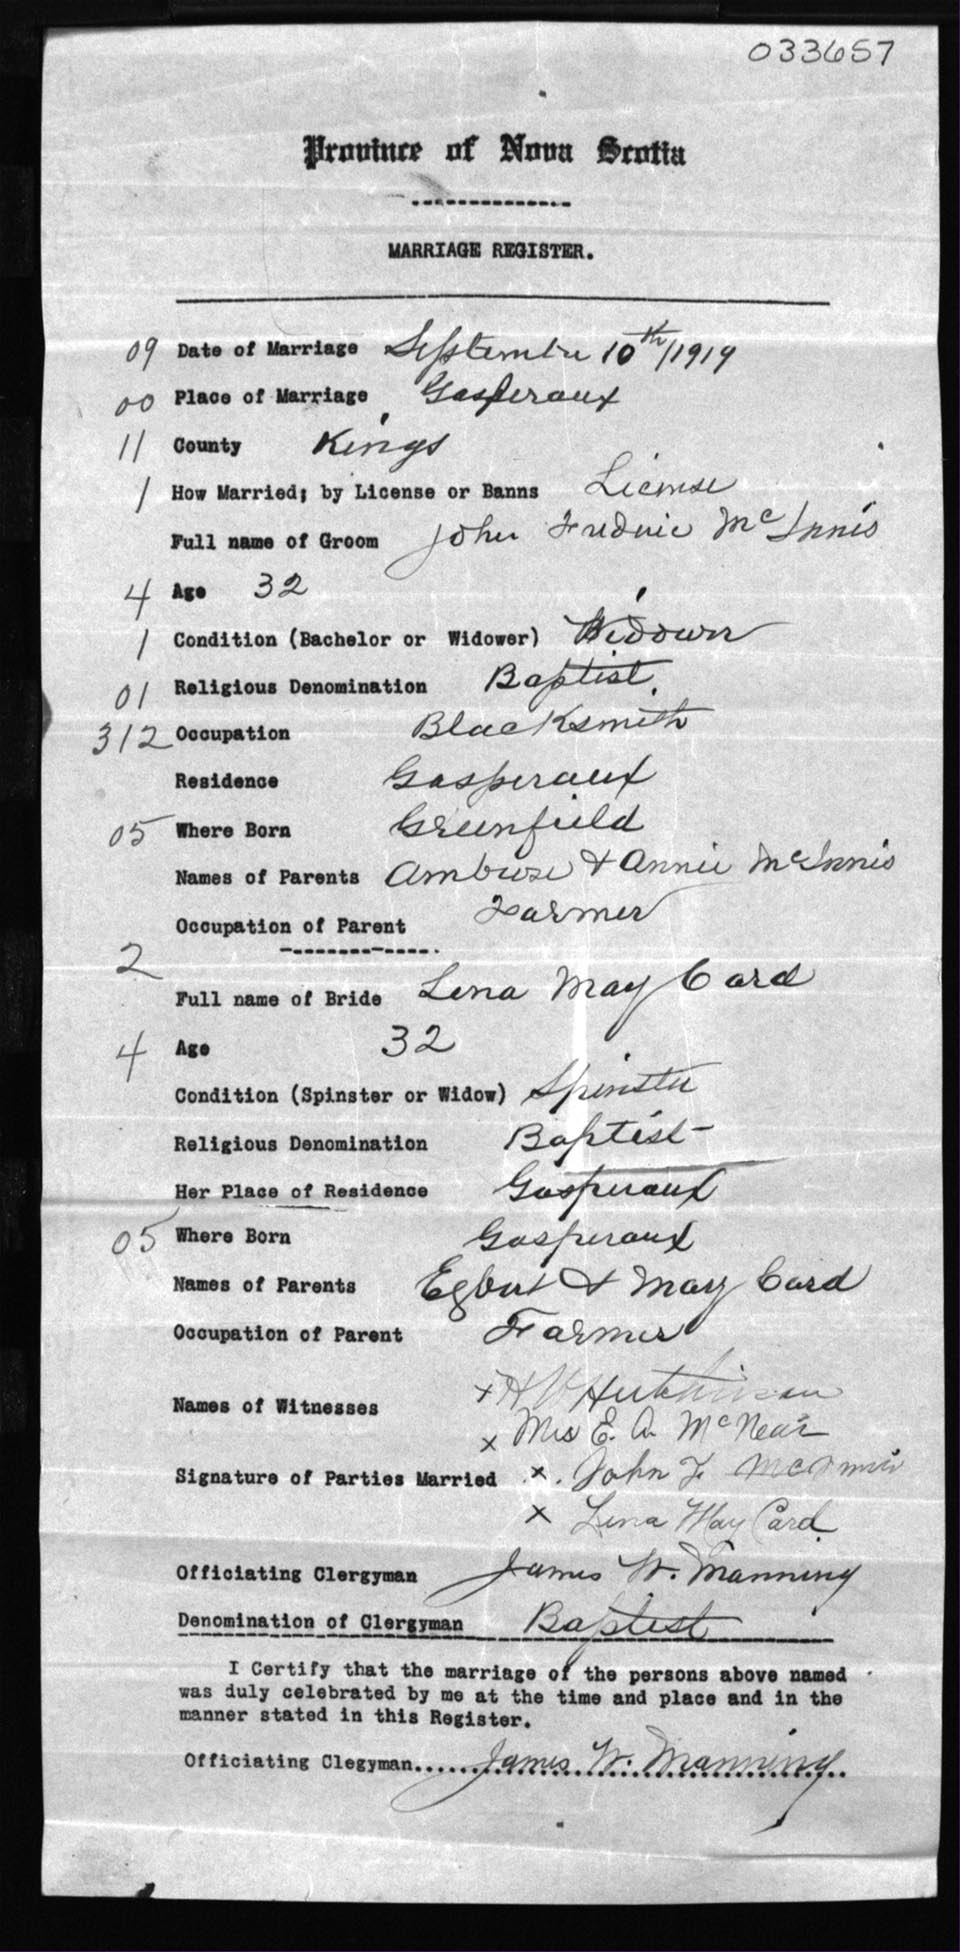 033657
Province of Nova Scotia
MARRIAGE REGISTER.
09 Date of Marriage September 10th/1919
00 Place of Marriage Gasperaux
11 County Kings
1 How Married; by License or Banns License
Full name of Groom John Fredric McInnis
4 Age 32
1 Condition (Bachelor or Widower) Widower
01 Religious Denomination Baptist.
312 Occupation Blacksmith
Residence Gasperaux
05 Where Born Greenfield
Names of Parents Ambrose & Annie McInnis
Occupation of Parent Farmer
2
Full name of Bride Lena May Card
4 Age 32
Condition (Spinster or Widow) Spinster
Religious Denomination Baptist
Her Place of Residence Gasperaux
05 Where Born Gasperaux
Names of Parents Egbert & May Card
Occupation of Parent Farmer
Names of Witnesses x H Hutchinson
x Mrs E. A. McNear
Signature of Parties Married x. John F. McInnis
x Lena May Card
Officiating Clergyman James W. Manning
Denomination of Clergyman Baptist
I Certify that the marriage of the persons above named
was duly celebrated by me at the time and place and in the
manner stated in this Register.
Officiating Clegyman..... James W. Manning